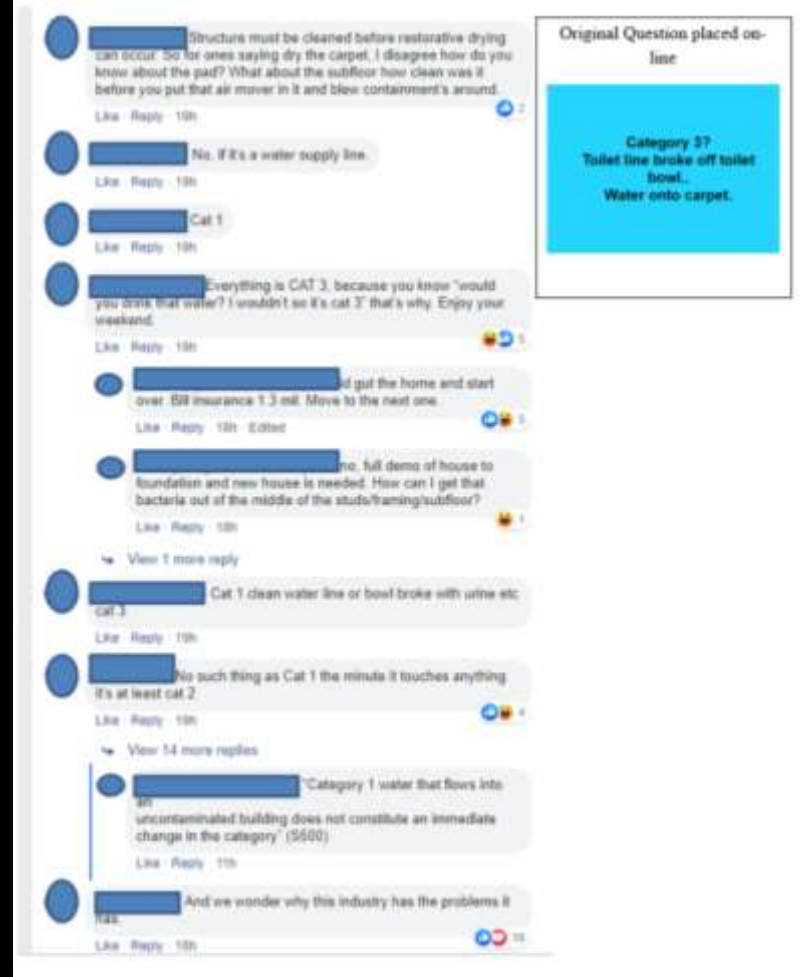 Structure must be cleaned before restorative drying
can occur. So for ones saying dry the carpet, I disagree how do you
know about the pad? What about the subfloor how clean was it
before you put that air mover in it and blew containment's around.
Like · Reply · 19h
2
No, If it's a water supply line.
Like · Reply · 19h
Cat 1
Like · Reply · 19h
Everything is CAT 3, because you know "would
you drink that water? I wouldn't so it's cat 3" that's why. Enjoy your
weekend.
Like · Reply · 19h
5
gut the home and start
over. Bill insurance 1.3 mil. Move to the next one.
Like · Reply · 18h · Edited
5
full demo of house to
foundation and new house is needed. How can I get that
bacteria out of the middle of the studs/framing/subfloor?
Like · Reply · 18h
1
View 1 more reply
Cat 1 clean water line or bowl broke with urine etc
cat 3
Like · Reply · 19h
No such thing as Cat 1 the minute it touches anything
it's at least cat 2
Like · Reply · 19h
4
View 14 more replies
"Category 1 water that flows into
an
uncontaminated building does not constitute an immediate
change in the category" (S500)
Like · Reply · 11h
And we wonder why this industry has the problems it
has.
Like · Reply · 18h
Original Question placed on-
line
Category 3?
Toilet line broke off toilet
bowl..
Water onto carpet.